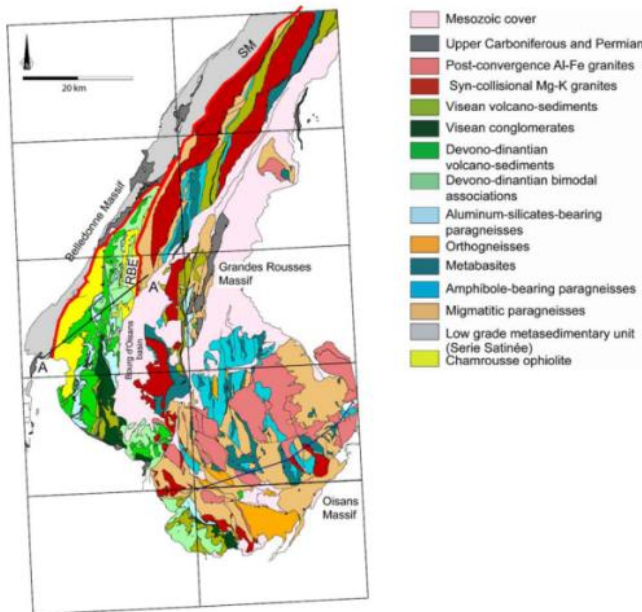 SM
20 km
Belledonne Massif
RBE
A
Grandes Rousses
Massif
A
Bourg d'Oisans
basin
Oisans
Massif
Mesozoic cover
Upper Carboniferous and Permian
Post-convergence Al-Fe granites
Syn-collisional Mg-K granites
Visean volcano-sediments
Visean conglomerates
Devono-dinantian
volcano-sediments
Devono-dinantian bimodal
associations
Aluminum-silicates-bearing
paragneisses
Orthogneisses
Metabasites
Amphibole-bearing paragneisses
Migmatitic paragneisses
Low grade metasedimentary unit
(Serie Satinée)
Chamrousse ophiolite